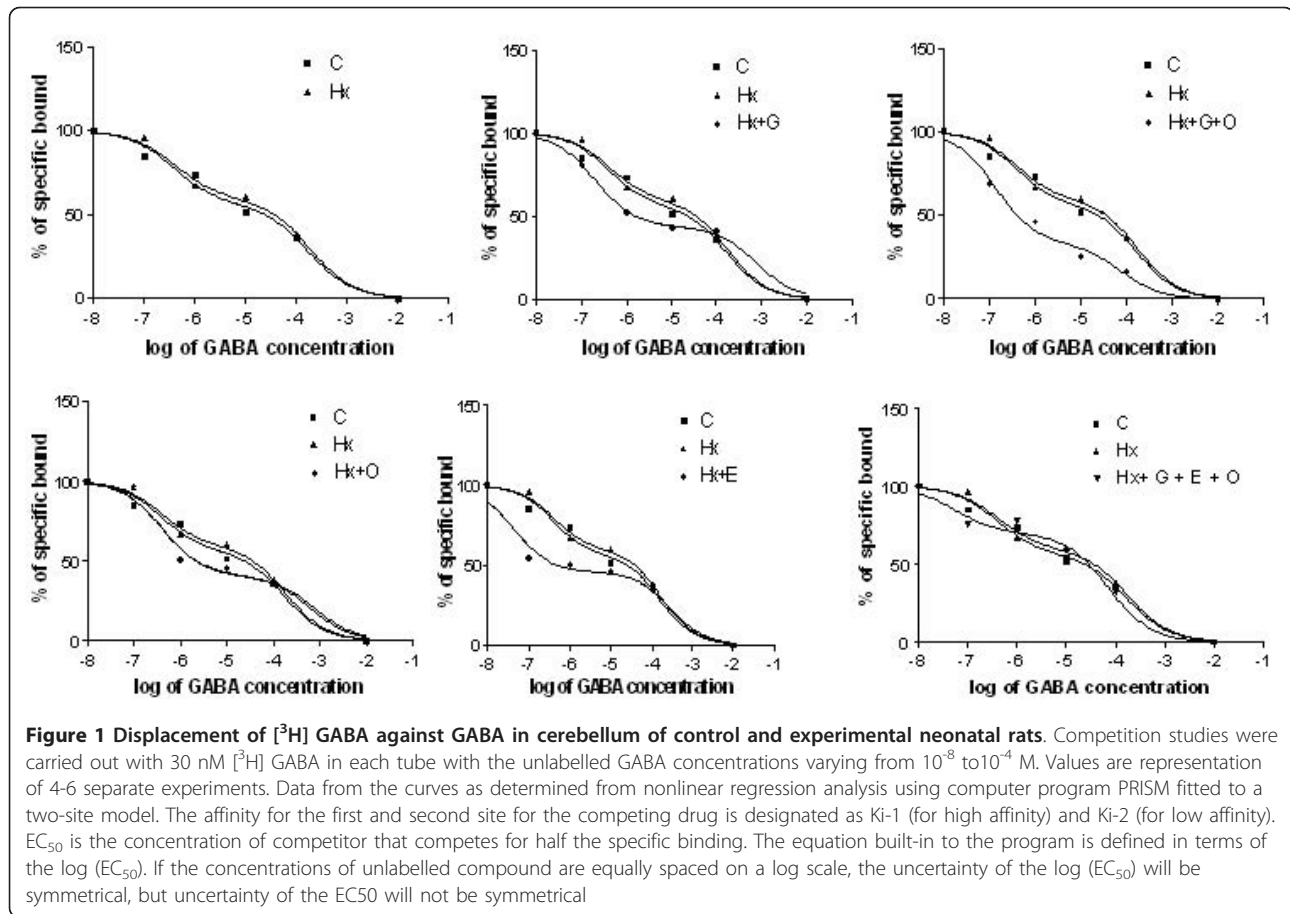 150
100
50
0
% of specific bound
C
Hx
-8 -7 -6 -5 -4 -3 -2 -1
log of GABA concentration
150
100
50
0
% of specific bound
C
Hx
Hx+G
-8 -7 -6 -5 -4 -3 -2 -1
log of GABA concentration
150
100
50
0
% of specific bound
C
Hx
Hx+G+O
-8 -7 -6 -5 -4 -3 -2 -1
log of GABA concentration
150
100
50
0
% of specific bound
C
Hx
Hx+O
-8 -7 -6 -5 -4 -3 -2 -1
log of GABA concentration
150
100
50
0
% of specific bound
C
Hx
Hx+E
-8 -7 -6 -5 -4 -3 -2 -1
log of GABA concentration
150
100
50
0
% of specific bound
C
Hx
Hx+ G + E + O
-8 -7 -6 -5 -4 -3 -2 -1
log of GABA concentration
Figure 1 Displacement of [³H] GABA against GABA in cerebellum of control and experimental neonatal rats. Competition studies were
carried out with 30 nM [³H] GABA in each tube with the unlabelled GABA concentrations varying from 10⁻⁸ to10⁻⁴ M. Values are representation
of 4-6 separate experiments. Data from the curves as determined from nonlinear regression analysis using computer program PRISM fitted to a
two-site model. The affinity for the first and second site for the competing drug is designated as Ki-1 (for high affinity) and Ki-2 (for low affinity).
EC₅₀ is the concentration of competitor that competes for half the specific binding. The equation built-in to the program is defined in terms of
the log (EC₅₀). If the concentrations of unlabelled compound are equally spaced on a log scale, the uncertainty of the log (EC₅₀) will be
symmetrical, but uncertainty of the EC50 will not be symmetrical